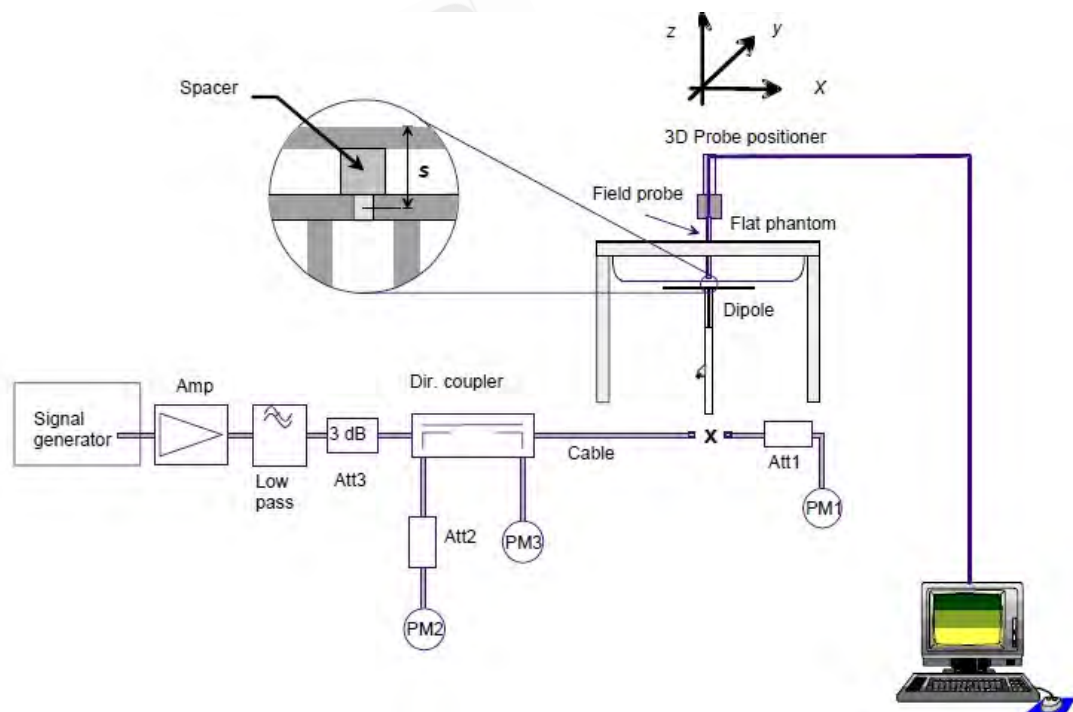 z
y
X
Spacer
3D Probe positioner
s
Field probe
Flat phantom
Dipole
Dir. coupler
Amp
Signal
generator
3 dB
X
Cable
Att1
Low
pass
Att3
PM1
Att2
PM3
PM2